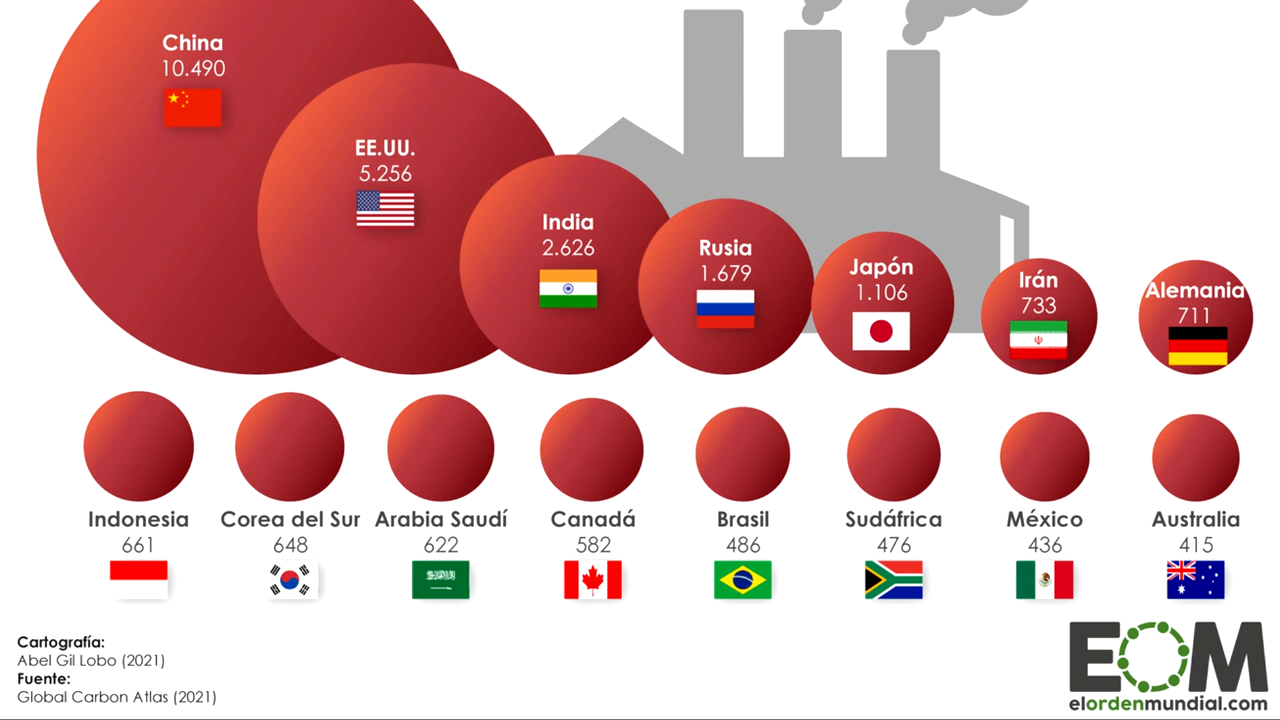 China
10.490
EE.UU.
5.256
India
2.626
Rusia
1.679
Japón
1.106
Irán
733
Alemania
711
Indonesia
661
Corea del Sur
648
Arabia Saudí
622
Canadá
582
Brasil
486
Sudáfrica
476
México
436
Australia
415
Cartografía:
Abel Gil Lobo (2021)
Fuente:
Global Carbon Atlas (2021)
EOM
elordenmundial.com